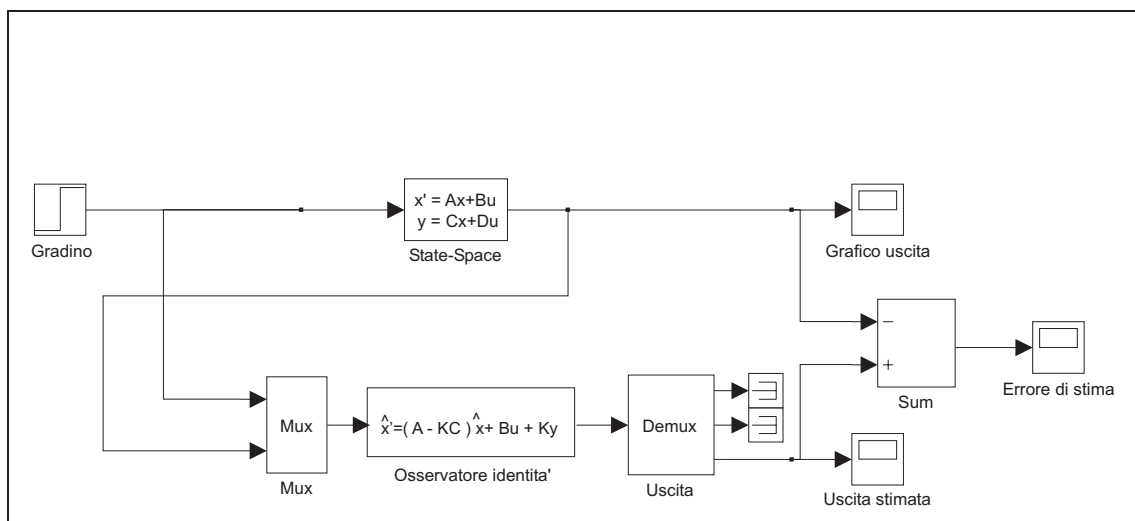 x' = Ax+Bu
y = Cx+Du
Gradino
State-Space
Grafico uscita
−
+
Sum
Errore di stima
Mux
Mux
x̂'=( A - KC ) x̂+ Bu + Ky
Osservatore identita'
Demux
Uscita
Uscita stimata